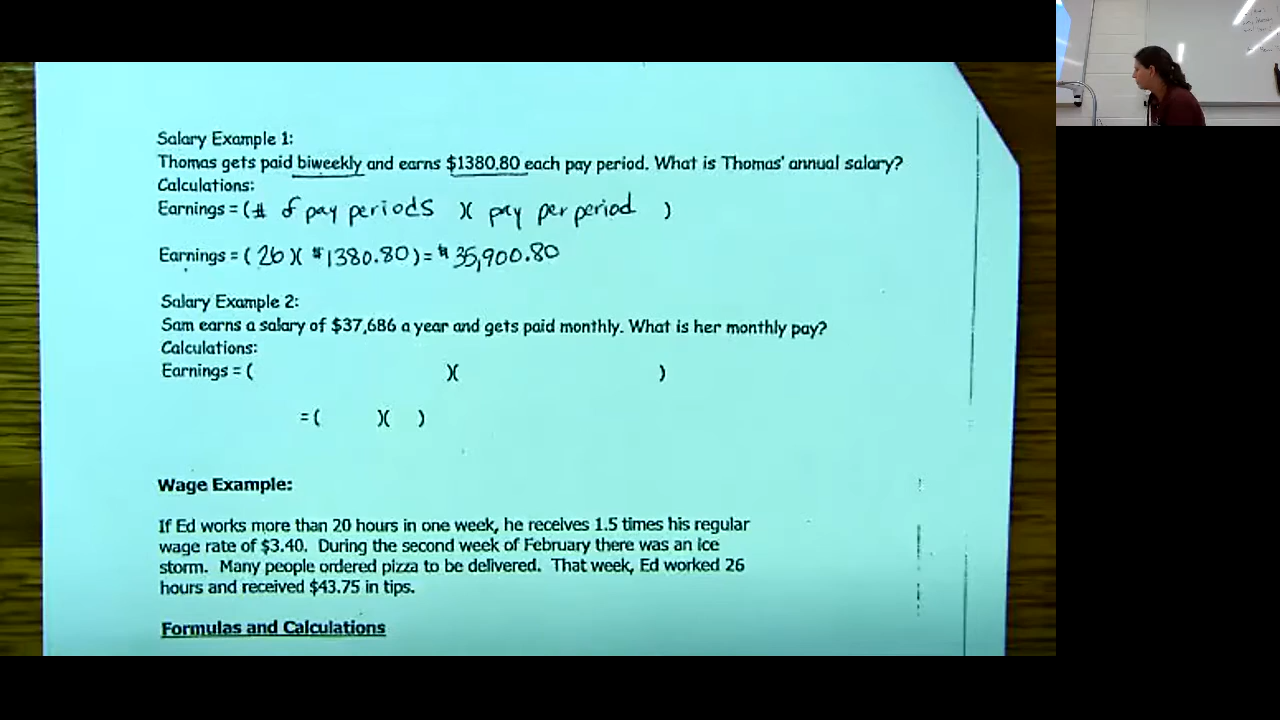 Salary Example 1:
Thomas gets paid biweekly and earns $1380.80 each pay period. What is Thomas' annual salary?
Calculations:
Earnings = (# of pay periods )( pay per period )
Earnings = ( 26 )( $1380.80 ) = $35,900.80
Salary Example 2:
Sam earns a salary of $37,686 a year and gets paid monthly. What is her monthly pay?
Calculations:
Earnings = ( )( )
= ( )( )
Wage Example:
If Ed works more than 20 hours in one week, he receives 1.5 times his regular
wage rate of $3.40. During the second week of February there was an ice
storm. Many people ordered pizza to be delivered. That week, Ed worked 26
hours and received $43.75 in tips.
Formulas and Calculations